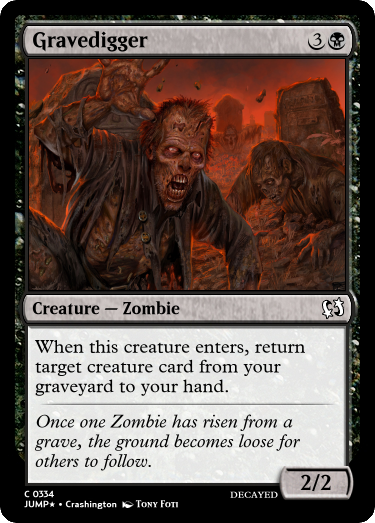 Gravedigger 3
Creature — Zombie
When this creature enters, return
target creature card from your
graveyard to your hand.
Once one Zombie has risen from a
grave, the ground becomes loose for
others to follow.
2/2
C 0334
DECAYED
JUMP★ • Crashington TONY FOTI